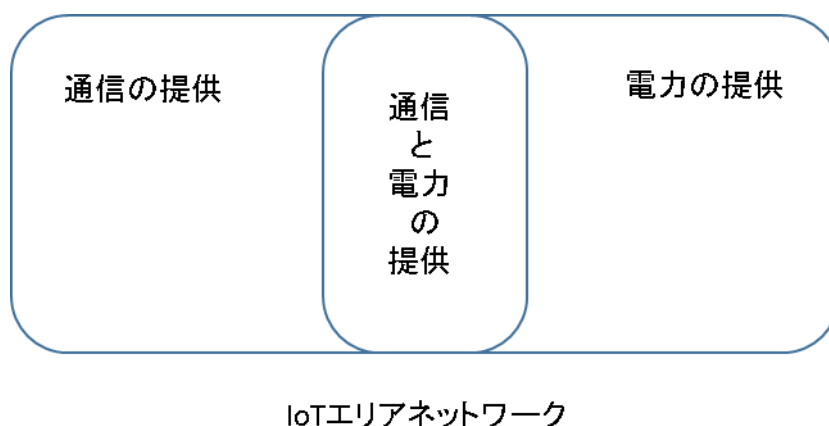 通信の提供
通信
と
電力
の
提供
電力の提供
IoTエリアネットワーク